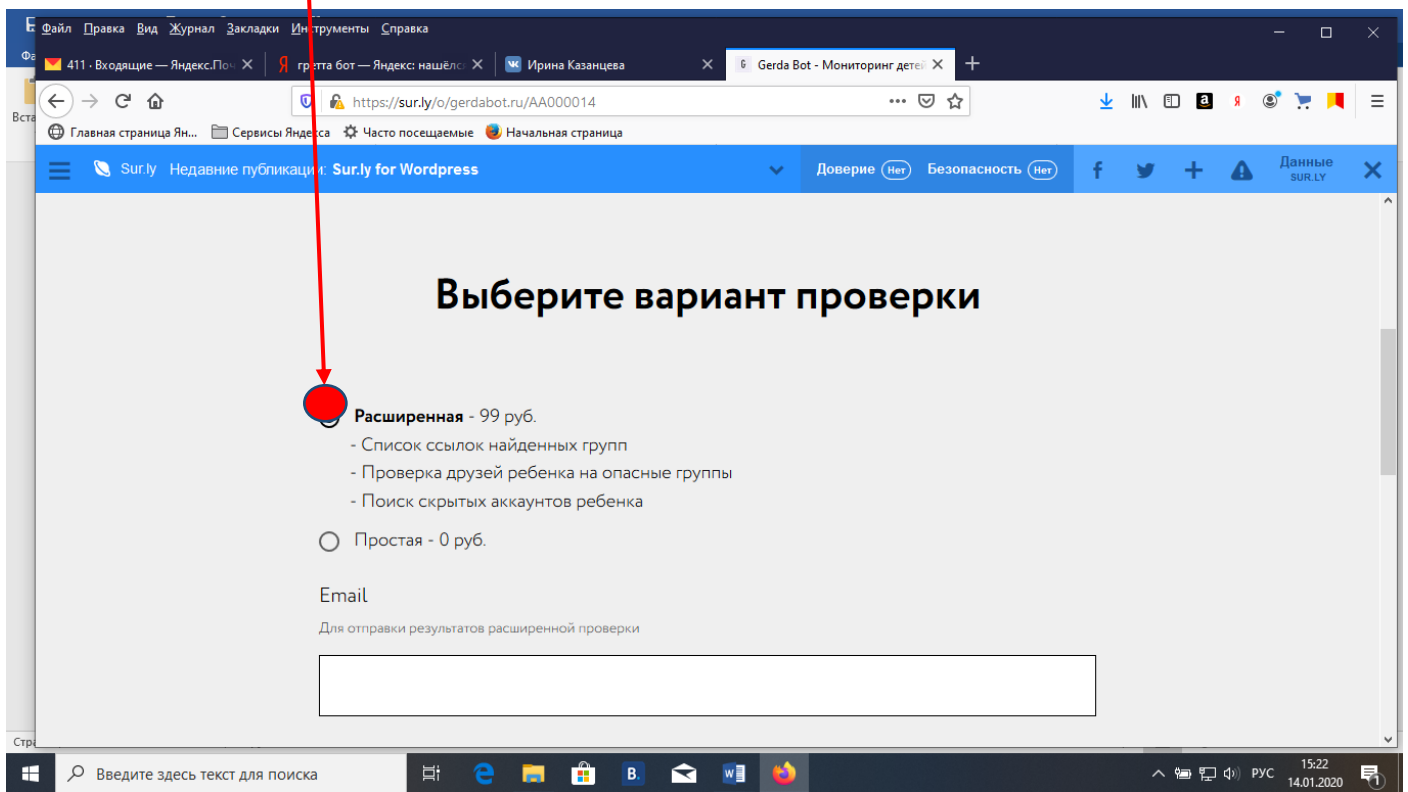 Файл Правка Вид Журнал Закладки Инструменты Справка
411 · Входящие — Яндекс.Поч
гретта бот — Яндекс: нашёлс
Ирина Казанцева
Gerda Bot - Мониторинг детей
https://sur.ly/o/gerdabot.ru/AA000014
Главная страница Ян... Сервисы Яндекса Часто посещаемые Начальная страница
Sur.ly Недавние публикации: Sur.ly for Wordpress Доверие (Нет) Безопасность (Нет) Данные
SUR.LY
Выберите вариант проверки
Расширенная - 99 руб.
- Список ссылок найденных групп
- Проверка друзей ребенка на опасные группы
- Поиск скрытых аккаунтов ребенка
Простая - 0 руб.
Email
Для отправки результатов расширенной проверки
Введите здесь текст для поиска
РУС
15:22
14.01.2020